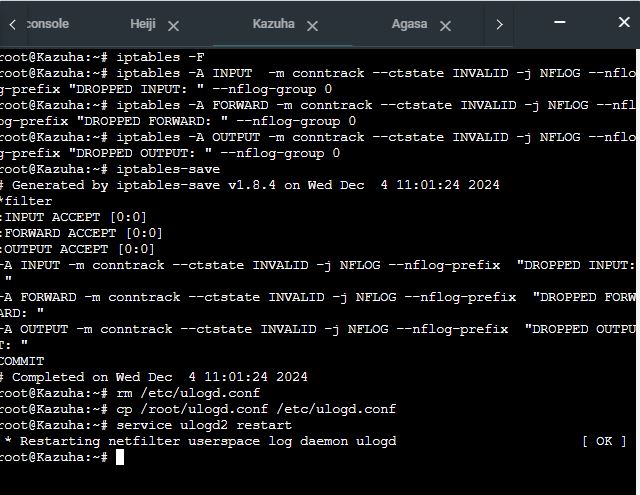 console Heiji Kazuha Agasa
root@Kazuha:~# iptables -F
root@Kazuha:~# iptables -A INPUT  -m conntrack --ctstate INVALID -j NFLOG --nflo
g-prefix "DROPPED INPUT: " --nflog-group 0
root@Kazuha:~# iptables -A FORWARD -m conntrack --ctstate INVALID -j NFLOG --nfl
og-prefix "DROPPED FORWARD: " --nflog-group 0
root@Kazuha:~# iptables -A OUTPUT -m conntrack --ctstate INVALID -j NFLOG --nflo
g-prefix "DROPPED OUTPUT: " --nflog-group 0
root@Kazuha:~# iptables-save
# Generated by iptables-save v1.8.4 on Wed Dec  4 11:01:24 2024
*filter
:INPUT ACCEPT [0:0]
:FORWARD ACCEPT [0:0]
:OUTPUT ACCEPT [0:0]
-A INPUT -m conntrack --ctstate INVALID -j NFLOG --nflog-prefix  "DROPPED INPUT:
 "
-A FORWARD -m conntrack --ctstate INVALID -j NFLOG --nflog-prefix  "DROPPED FORW
ARD: "
-A OUTPUT -m conntrack --ctstate INVALID -j NFLOG --nflog-prefix  "DROPPED OUTPU
T: "
COMMIT
# Completed on Wed Dec  4 11:01:24 2024
root@Kazuha:~# rm /etc/ulogd.conf
root@Kazuha:~# cp /root/ulogd.conf /etc/ulogd.conf
root@Kazuha:~# service ulogd2 restart
 * Restarting netfilter userspace log daemon ulogd                        [ OK ]
root@Kazuha:~#